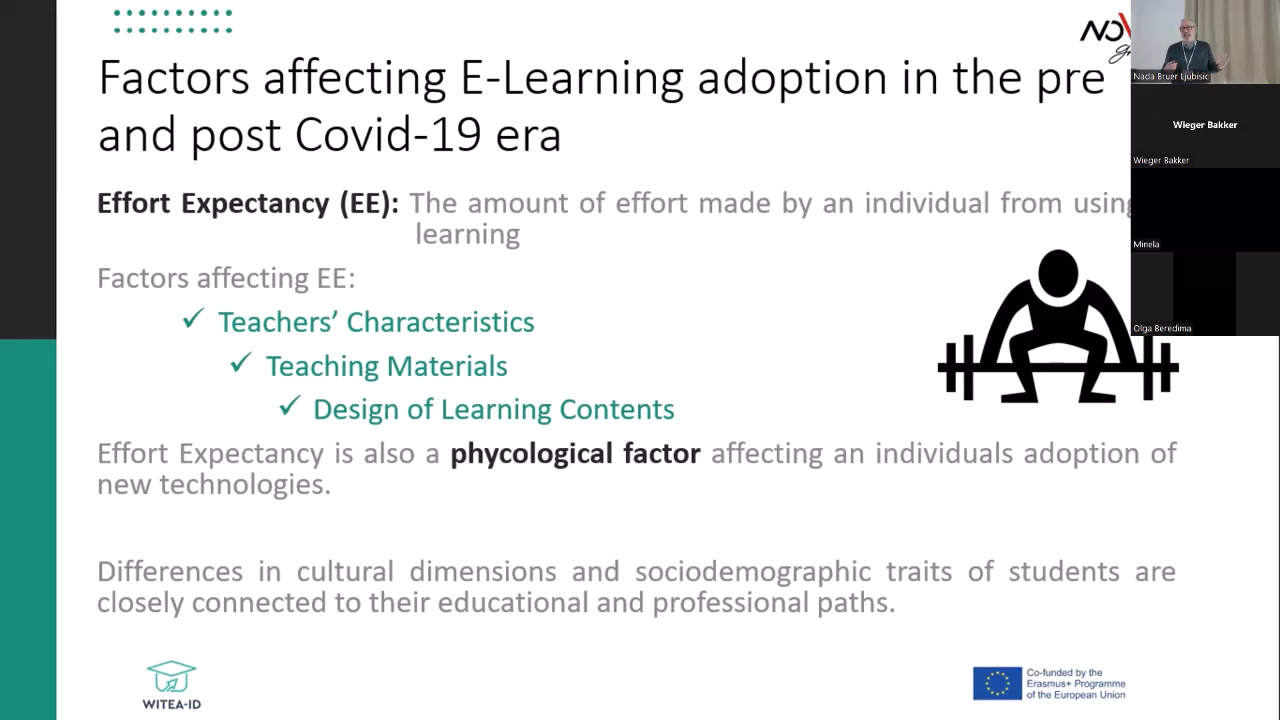 Factors affecting E-Learning adoption in the pre
and post Covid-19 era
Effort Expectancy (EE): The amount of effort made by an individual from using
learning
Factors affecting EE:
✓ Teachers’ Characteristics
✓ Teaching Materials
✓ Design of Learning Contents
Effort Expectancy is also a phycological factor affecting an individuals adoption of
new technologies.
Differences in cultural dimensions and sociodemographic traits of students are
closely connected to their educational and professional paths.
WITEA-ID
Co-funded by the
Erasmus+ Programme
of the European Union
Nada Bruer Ljubisic
Wieger Bakker
Wieger Bakker
Minela
Olga Beredima